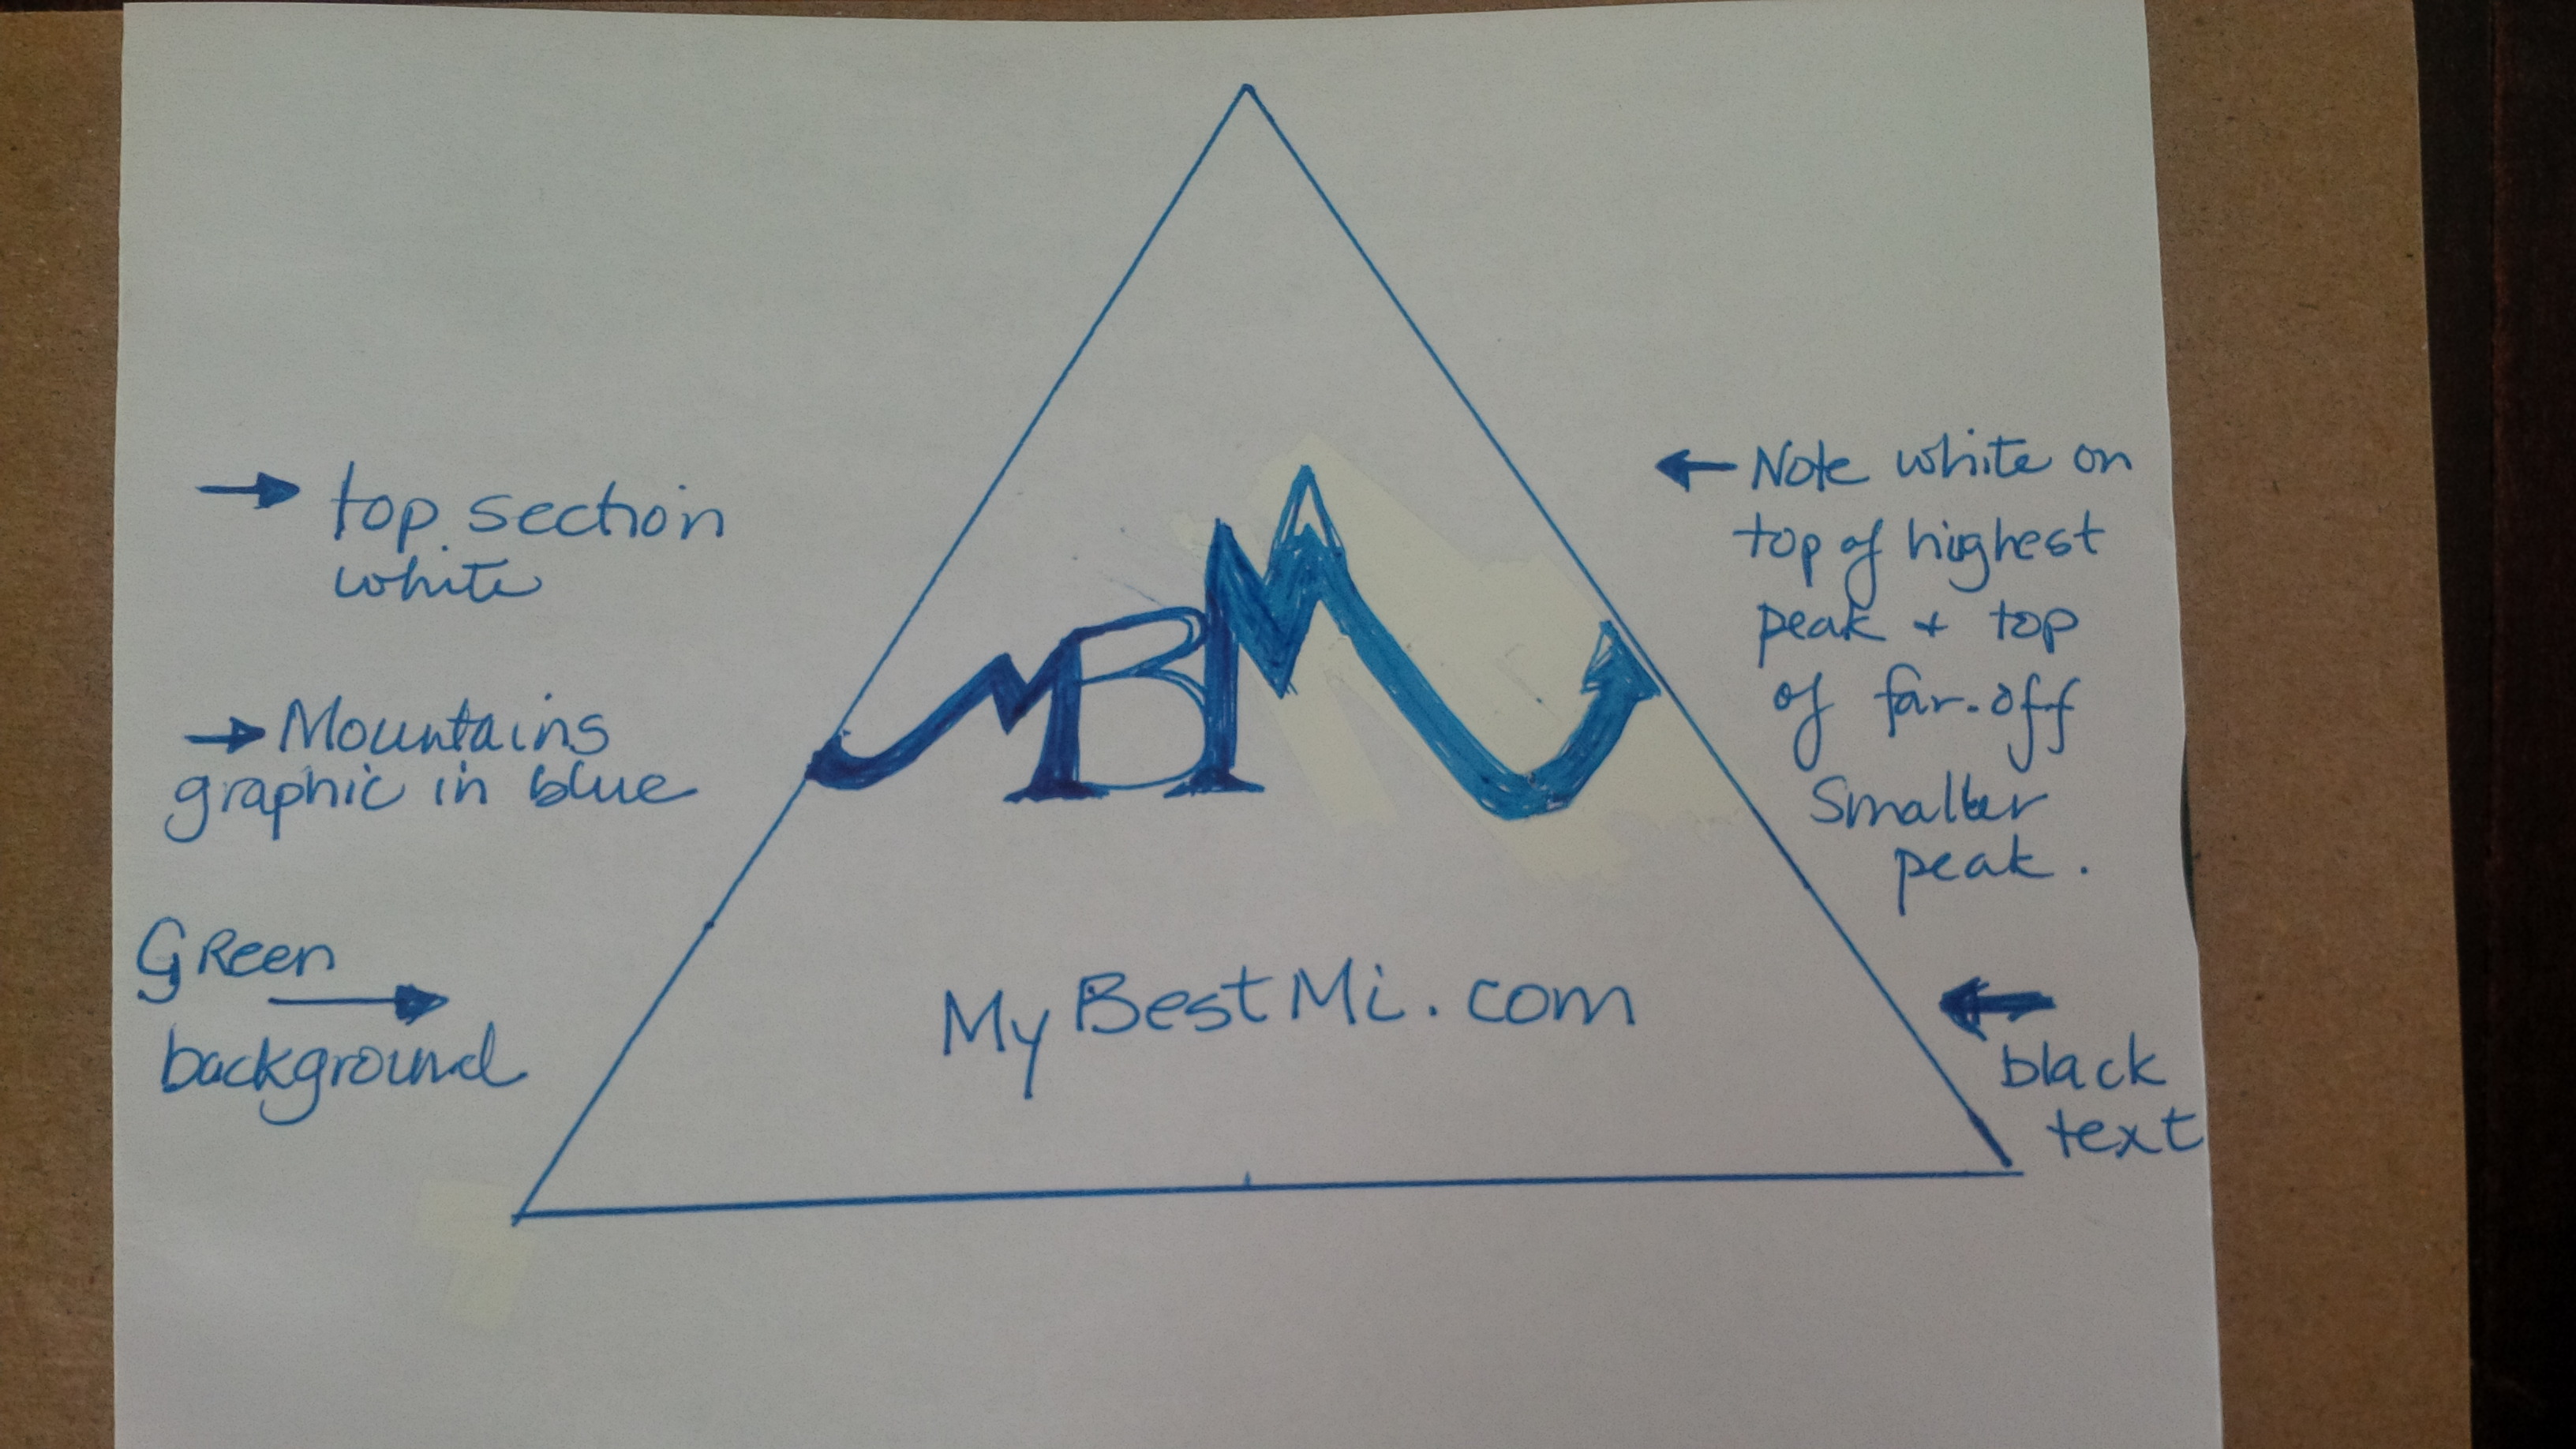 → top section
white
→ Mountains
graphic in blue
GReen →
background
MBM
My Best Mi.com
← Note white on
top of highest
peak + top
of far-off
Smaller
peak.
← black
text